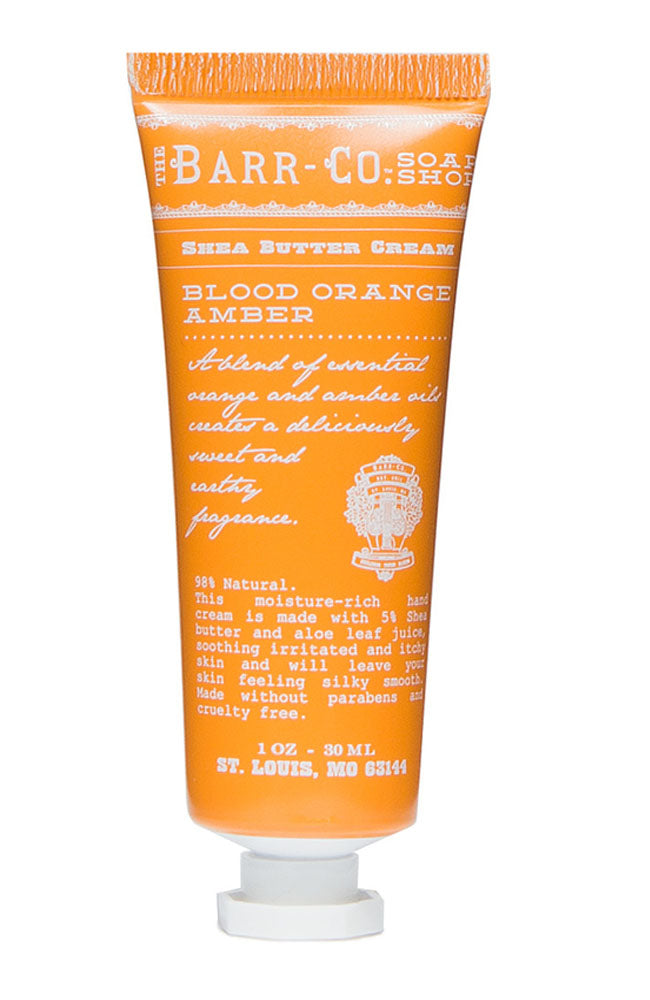 THE BARR-CO.™ SOAP SHOP
SHEA BUTTER CREAM
BLOOD ORANGE
AMBER
A blend of essential
orange and amber oils
creates a deliciously
sweet and
earthy
fragrance.
BARR-CO.
98% Natural.
This moisture-rich hand
cream is made with 5% Shea
butter and aloe leaf juice,
soothing irritated and itchy
skin and will leave your
skin feeling silky smooth.
Made without parabens and
cruelty free.
1 OZ - 30 ML
ST. LOUIS, MO 63144